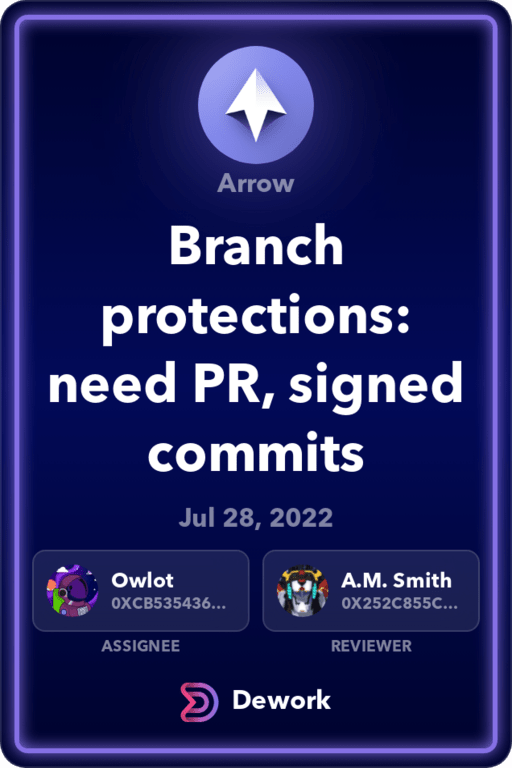 Arrow
Branch
protections:
need PR, signed
commits
Jul 28, 2022
Owlot
0XCB535436...
ASSIGNEE
A.M. Smith
0X252C855C...
REVIEWER
Dework